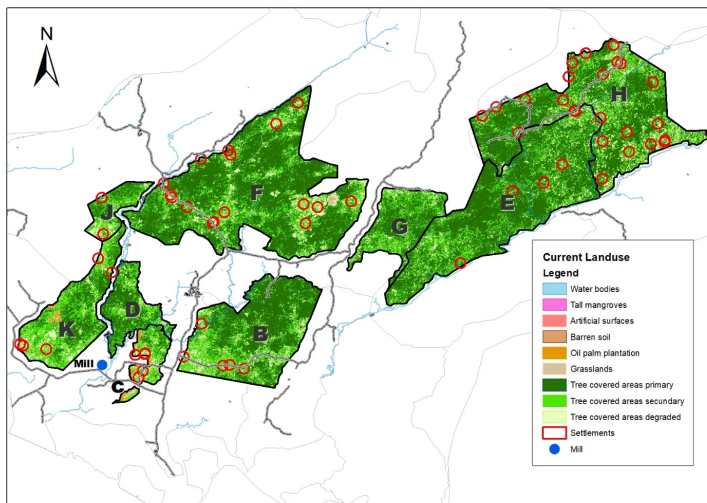 N
H
F
E
J
G
D
K
B
Mill
C
Current Landuse
Legend
Water bodies
Tall mangroves
Artificial surfaces
Barren soil
Oil palm plantation
Grasslands
Tree covered areas primary
Tree covered areas secundary
Tree covered areas degraded
Settlements
Mill